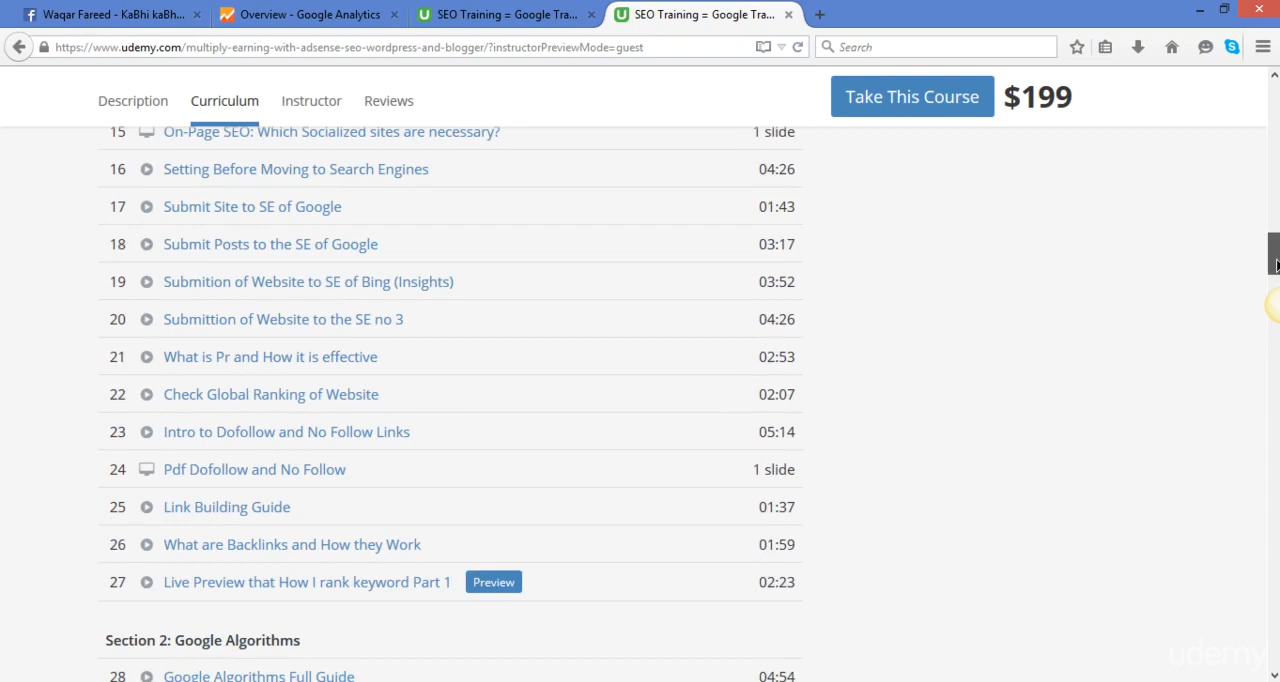 Waqar Fareed - KaBhi kaBh...
Overview - Google Analytics
SEO Training = Google Tra...
SEO Training = Google Tra...
https://www.udemy.com/multiply-earning-with-adsense-seo-wordpress-and-blogger/?instructorPreviewMode=guest
Search
Description
Curriculum
Instructor
Reviews
Take This Course
$199
15 On-Page SEO: Which Socialized sites are necessary? 1 slide
16 Setting Before Moving to Search Engines 04:26
17 Submit Site to SE of Google 01:43
18 Submit Posts to the SE of Google 03:17
19 Submition of Website to SE of Bing (Insights) 03:52
20 Submittion of Website to the SE no 3 04:26
21 What is Pr and How it is effective 02:53
22 Check Global Ranking of Website 02:07
23 Intro to Dofollow and No Follow Links 05:14
24 Pdf Dofollow and No Follow 1 slide
25 Link Building Guide 01:37
26 What are Backlinks and How they Work 01:59
27 Live Preview that How I rank keyword Part 1 Preview 02:23
Section 2: Google Algorithms
28 Google Algorithms Full Guide 04:54
udemy